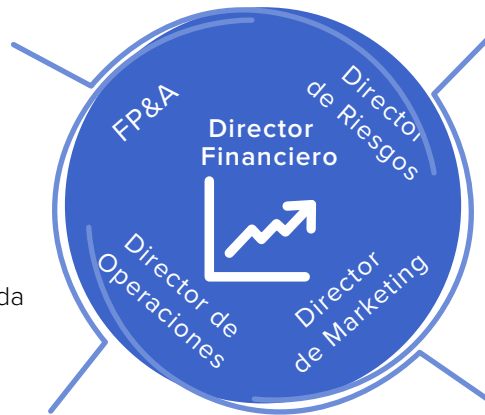 FP&A
Director
de Riesgos
Director
Financiero
da
Director de
Operaciones
Director
de Marketing